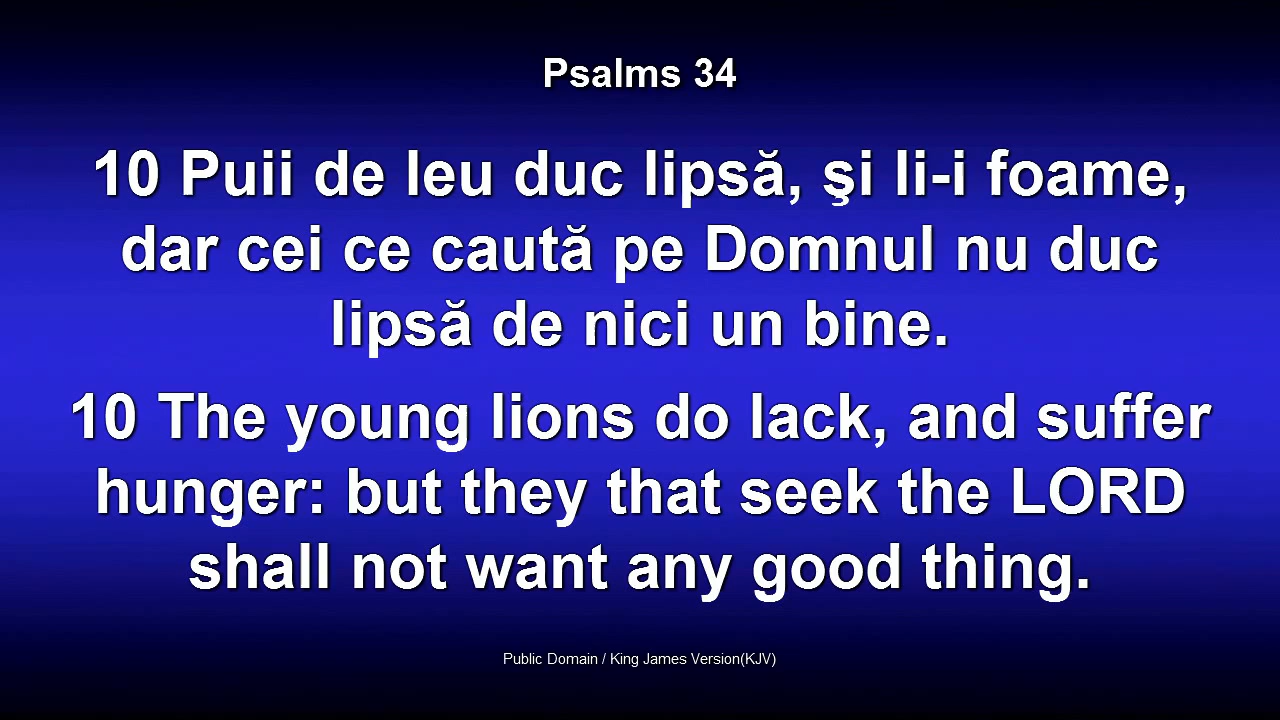 Psalms 34
10 Puii de leu duc lipsă, şi li-i foame,
dar cei ce caută pe Domnul nu duc
lipsă de nici un bine.
10 The young lions do lack, and suffer
hunger: but they that seek the LORD
shall not want any good thing.
Public Domain / King James Version(KJV)